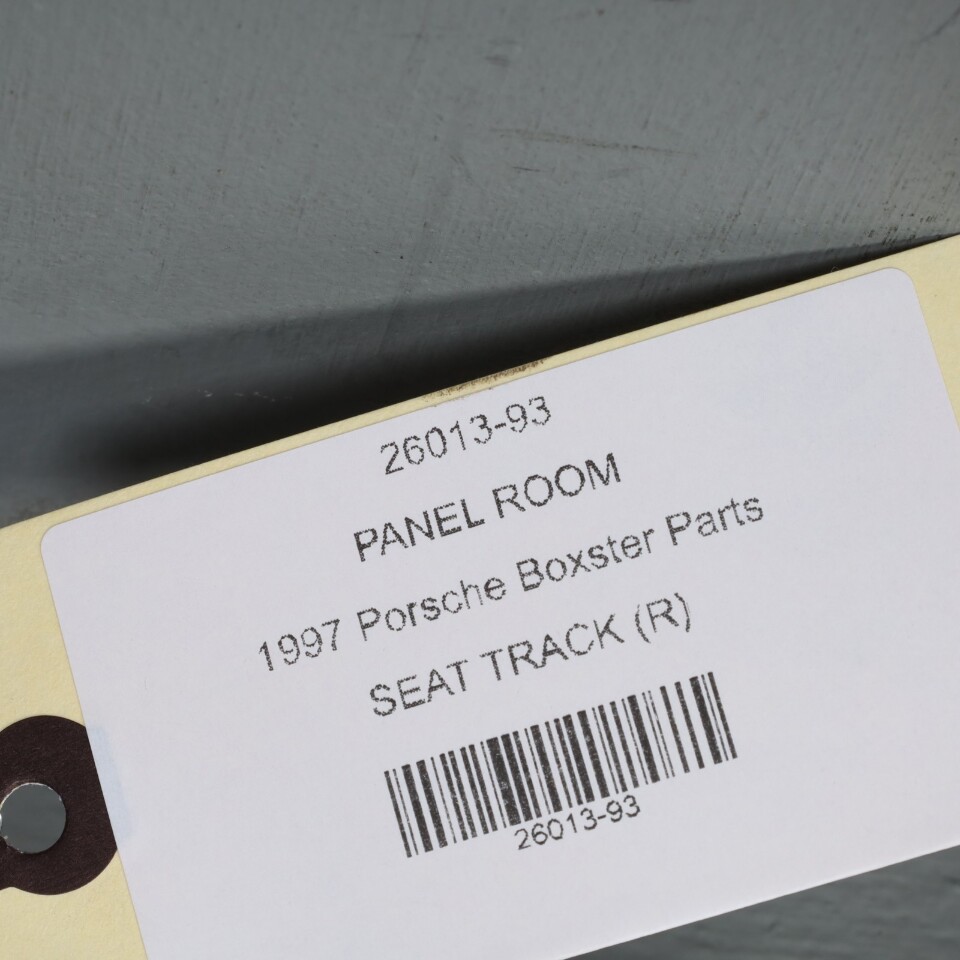 26013-93
PANEL ROOM
1997 Porsche Boxster Parts
SEAT TRACK (R)
26013-93